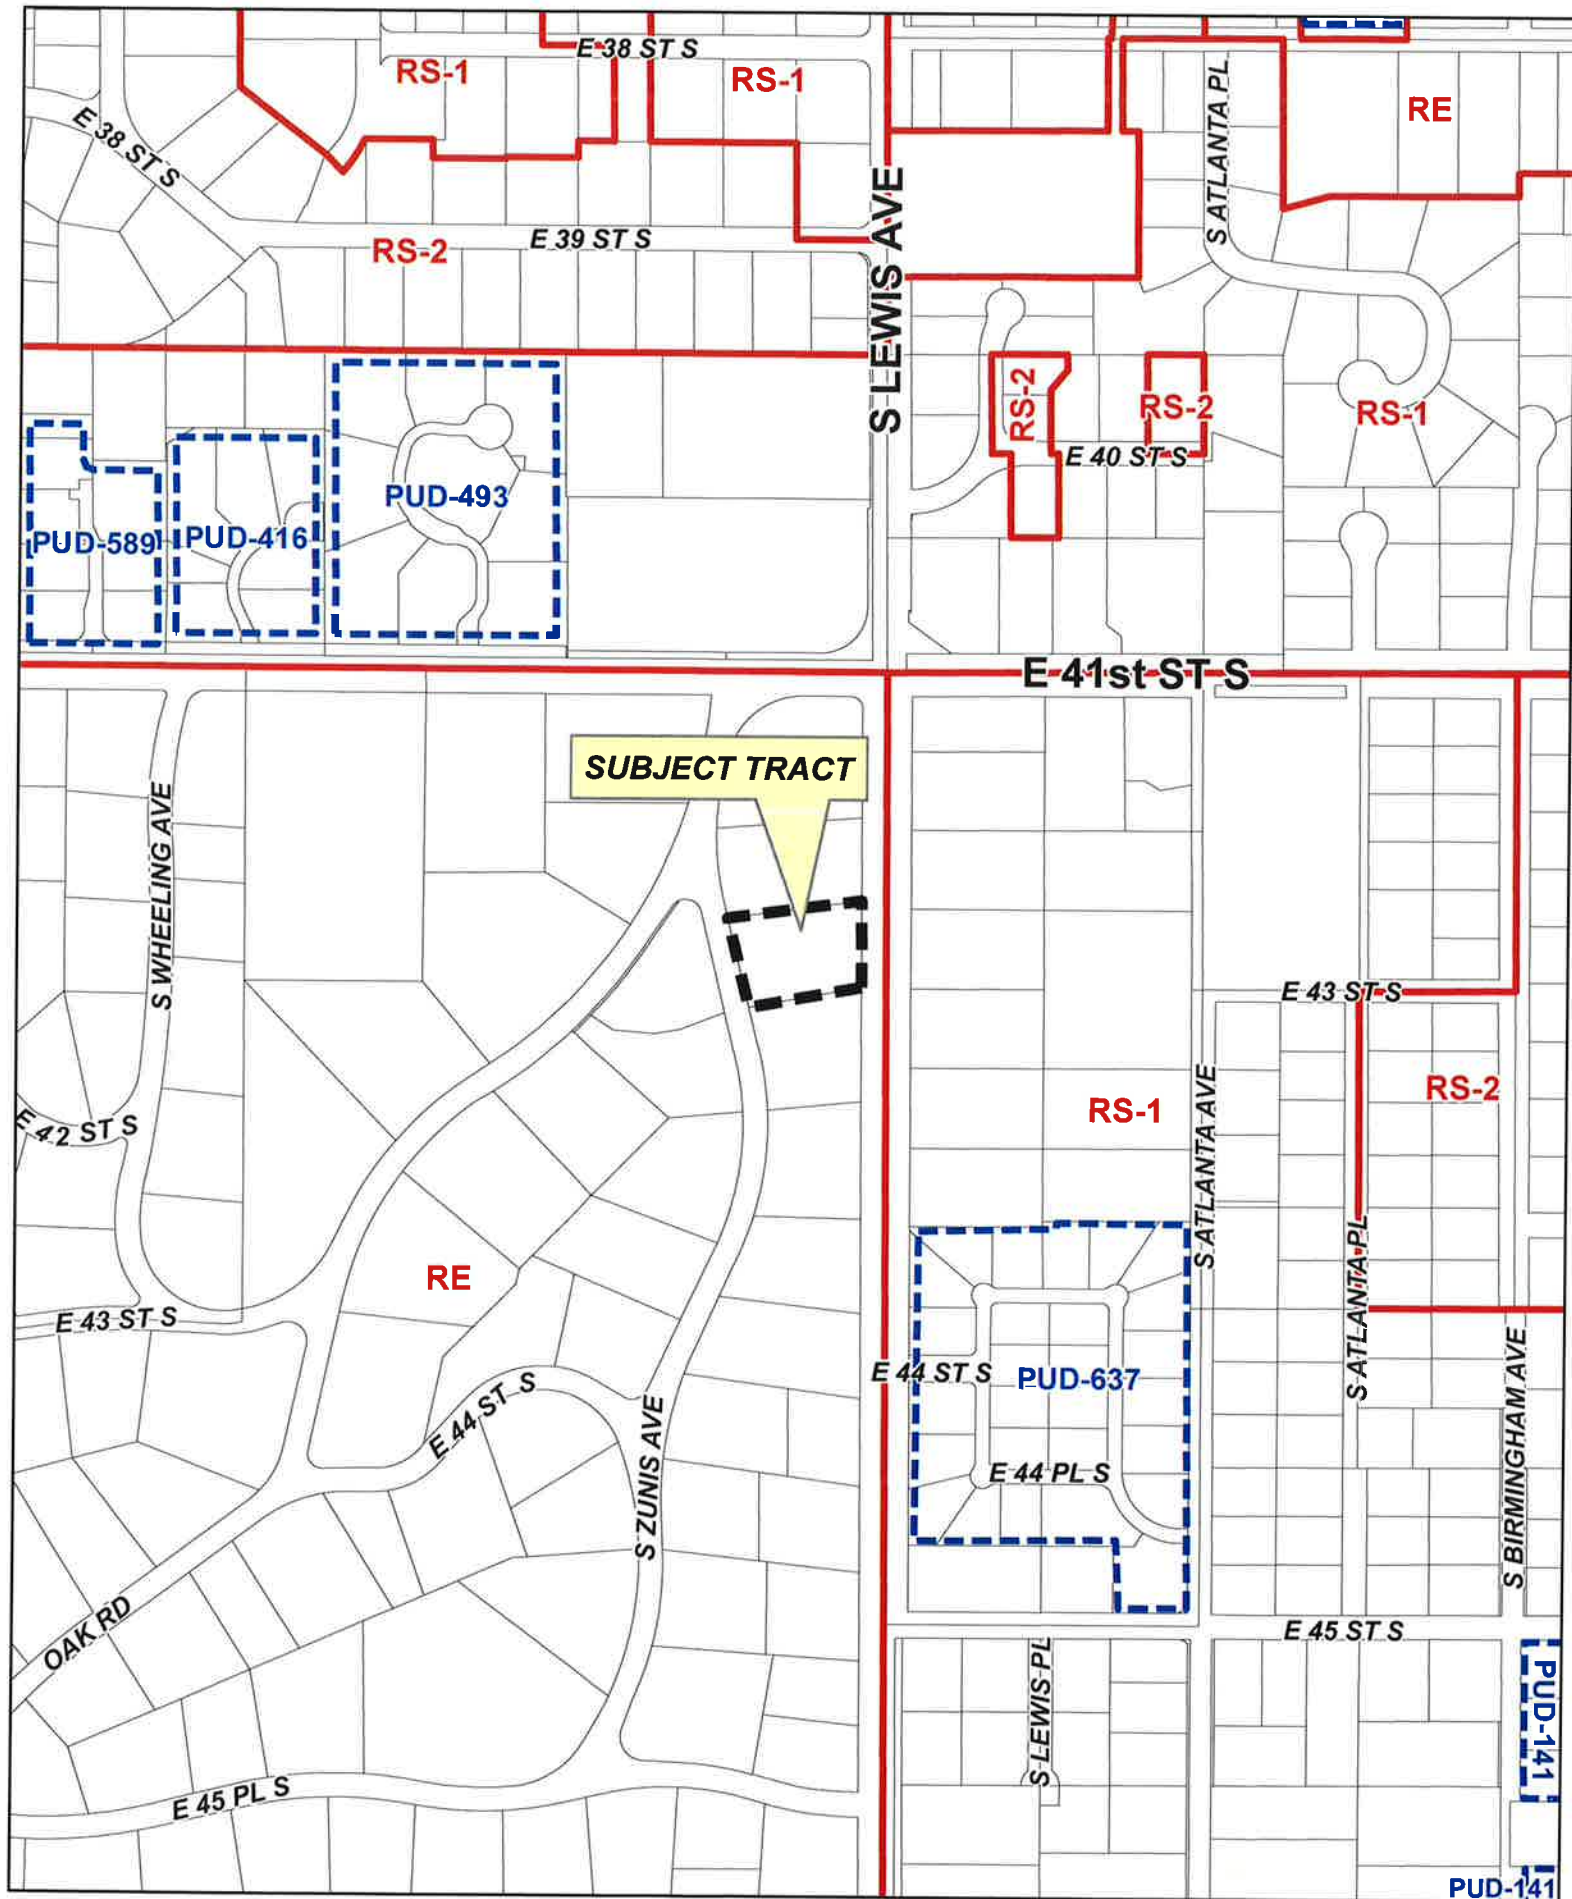 E 38 ST S
RS-1
RS-1
RE
S ATLANTA PL
E 38 ST S
S LEWIS AVE
E 39 ST S
RS-2
RS-2
RS-2
RS-1
E 40 ST S
PUD-493
PUD-589
PUD-416
E 41st ST S
SUBJECT TRACT
S WHEELING AVE
E 43 ST S
RS-2
RS-1
S ATLANTA AVE
E 42 ST S
RE
S ATLANTA PL
E 43 ST S
E 44 ST S
PUD-637
E 44 ST S
S BIRMINGHAM AVE
S ZUNIS AVE
E 44 PL S
OAK RD
E 45 ST S
S LEWIS PL
PUD-141
E 45 PL S
PUD-141